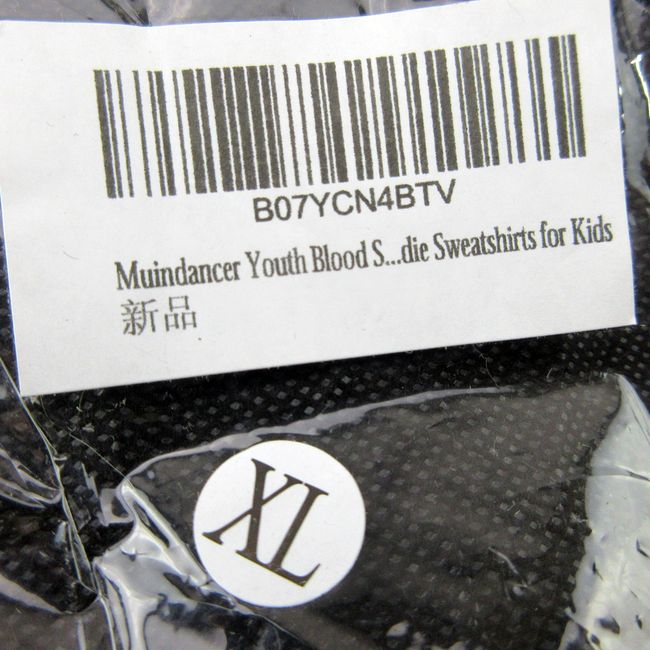 B07YCN4BTV
Muindancer Youth Blood S...die Sweatshirts for Kids
新品
XL